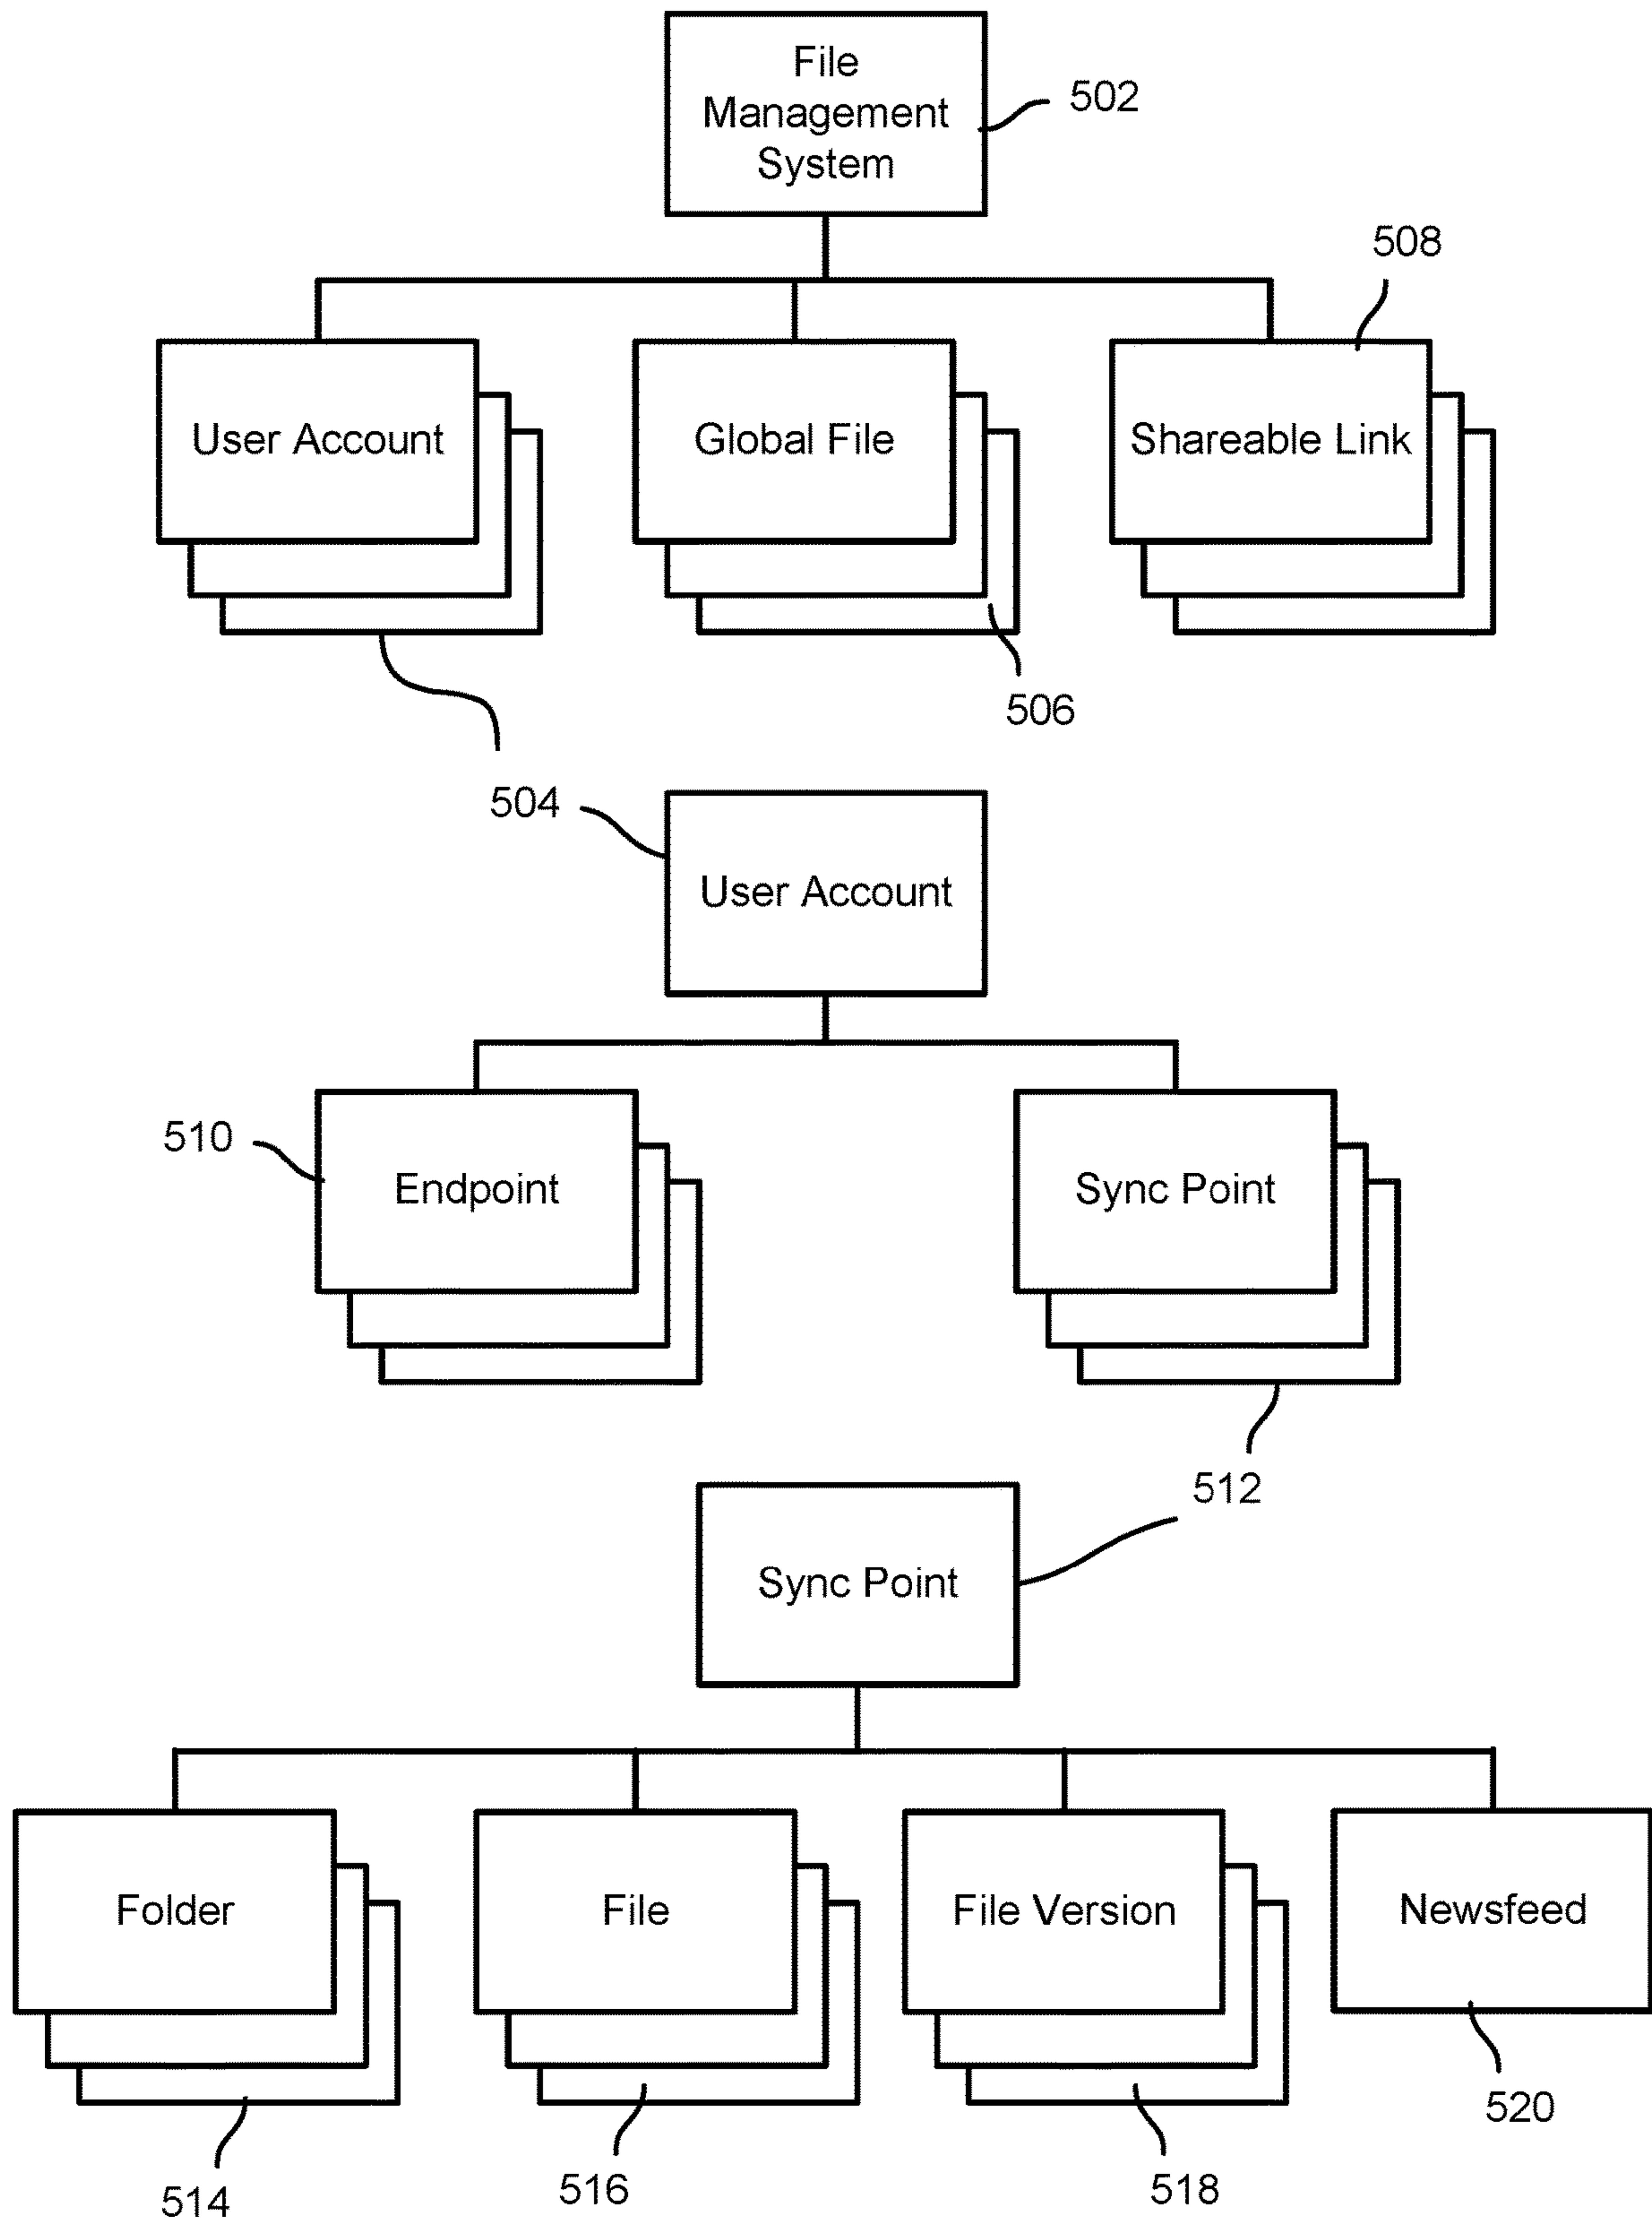 File
Management
System
502
508
User Account
Global File
Shareable Link
506
504
User Account
510
Endpoint
Sync Point
512
Sync Point
Folder
File
File Version
Newsfeed
520
514
516
518